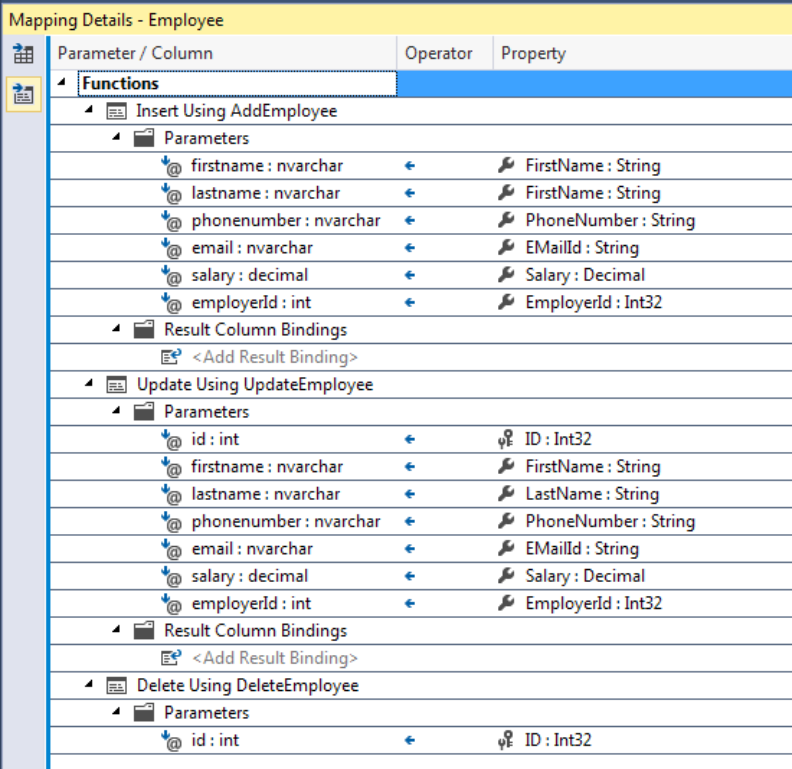 Mapping Details - Employee
Parameter / Column Operator Property
Functions
Insert Using AddEmployee
Parameters
firstname : nvarchar FirstName : String
lastname : nvarchar FirstName : String
phonenumber : nvarchar PhoneNumber : String
email : nvarchar EMailId : String
salary : decimal Salary : Decimal
employerId : int EmployerId : Int32
Result Column Bindings
<Add Result Binding>
Update Using UpdateEmployee
Parameters
id : int ID : Int32
firstname : nvarchar FirstName : String
lastname : nvarchar LastName : String
phonenumber : nvarchar PhoneNumber : String
email : nvarchar EMailId : String
salary : decimal Salary : Decimal
employerId : int EmployerId : Int32
Result Column Bindings
<Add Result Binding>
Delete Using DeleteEmployee
Parameters
id : int ID : Int32